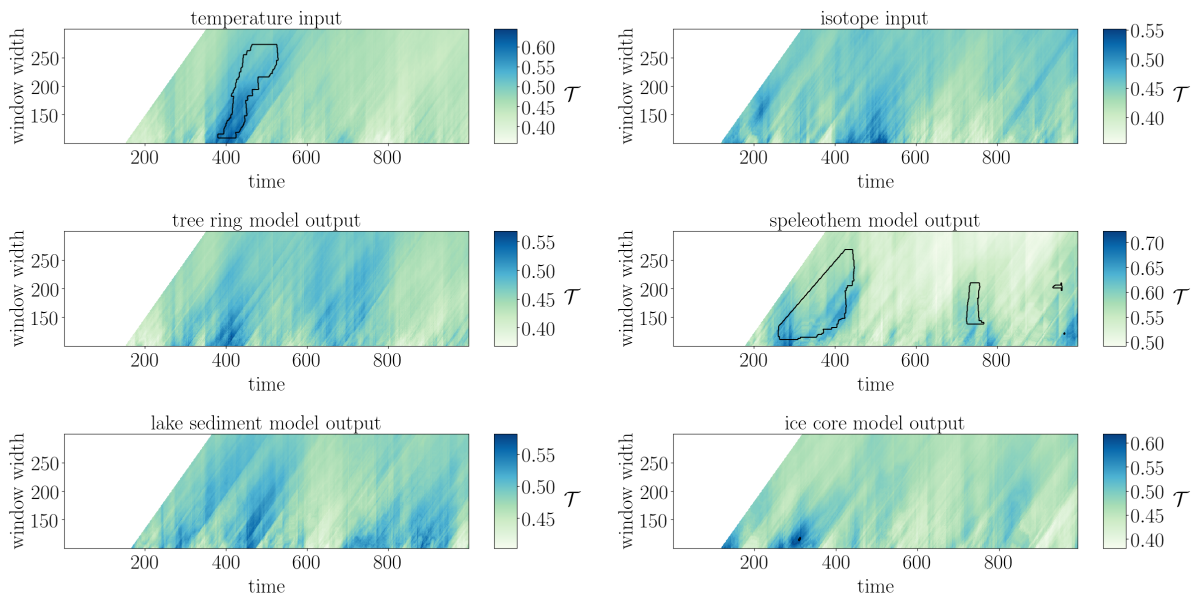 temperature input
window width
250
200
150
200
400
600
800
time
0.60
0.55
0.50
0.45
0.40
𝒯
isotope input
window width
250
200
150
200
400
600
800
time
0.55
0.50
0.45
0.40
𝒯
tree ring model output
window width
250
200
150
200
400
600
800
time
0.55
0.50
0.45
0.40
𝒯
speleothem model output
window width
250
200
150
200
400
600
800
time
0.70
0.65
0.60
0.55
0.50
𝒯
lake sediment model output
window width
250
200
150
200
400
600
800
time
0.55
0.50
0.45
𝒯
ice core model output
window width
250
200
150
200
400
600
800
time
0.60
0.55
0.50
0.45
0.40
𝒯